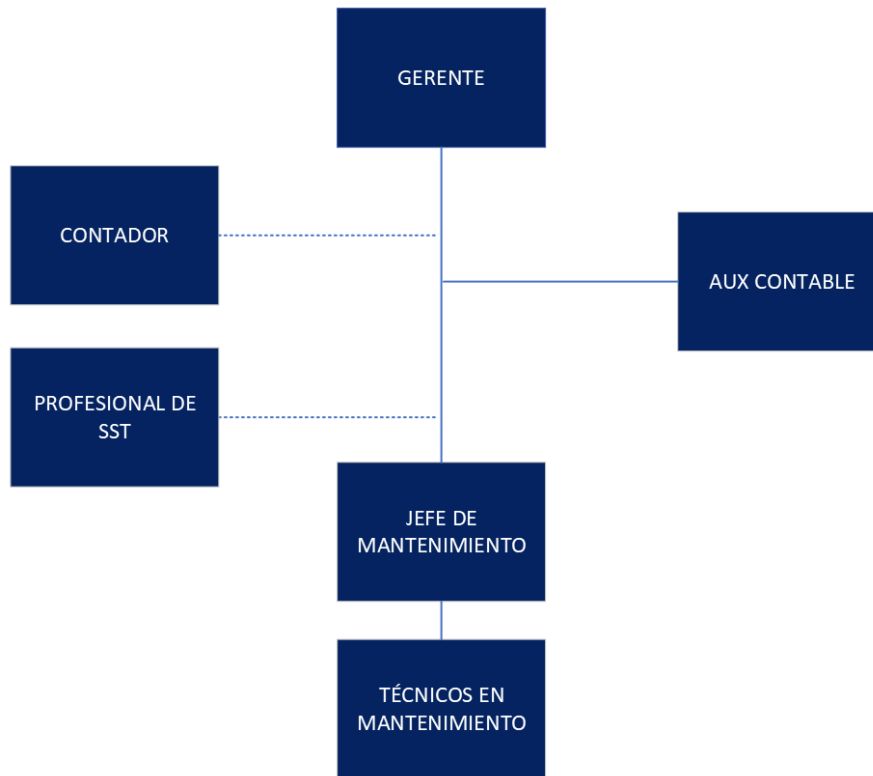 GERENTE
CONTADOR
AUX CONTABLE
PROFESIONAL DE
SST
JEFE DE
MANTENIMIENTO
TÉCNICOS EN
MANTENIMIENTO